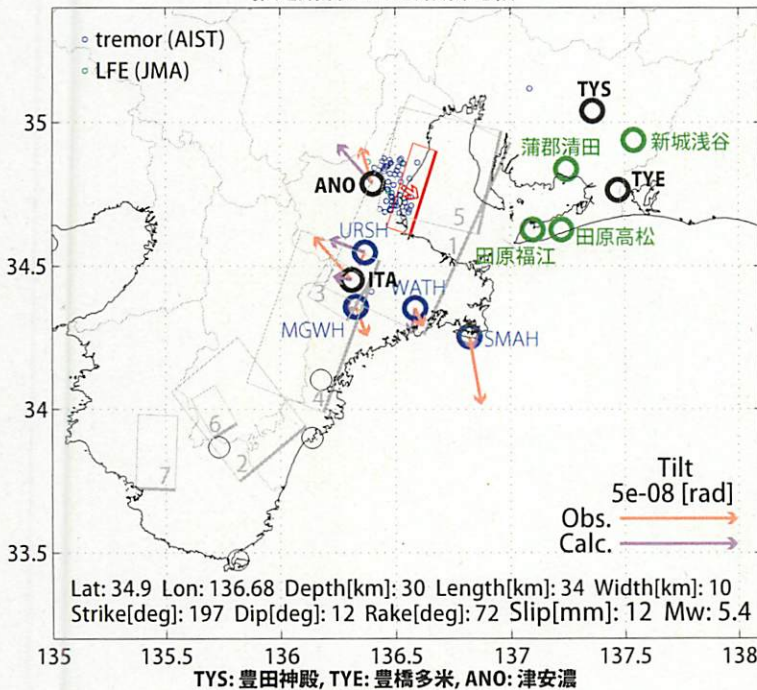 tremor (AIST)
LFE (JMA)
TYS
35
蒲郡清田
新城浅谷
ANO
TYE
5
URSH
1
田原高松
田原福江
34.5
ITA
3
WATH
MGWH
SMAH
4
34
6
2
7
Tilt
5e-08 [rad]
Obs.
33.5
Calc.
Lat: 34.9 Lon: 136.68 Depth[km]: 30 Length[km]: 34 Width[km]: 10
Strike[deg]: 197 Dip[deg]: 12 Rake[deg]: 72 Slip[mm]: 12 Mw: 5.4
135 135.5 136 136.5 137 137.5 138
TYS: 豊田神殿, TYE: 豊橋多米, ANO: 津安濃